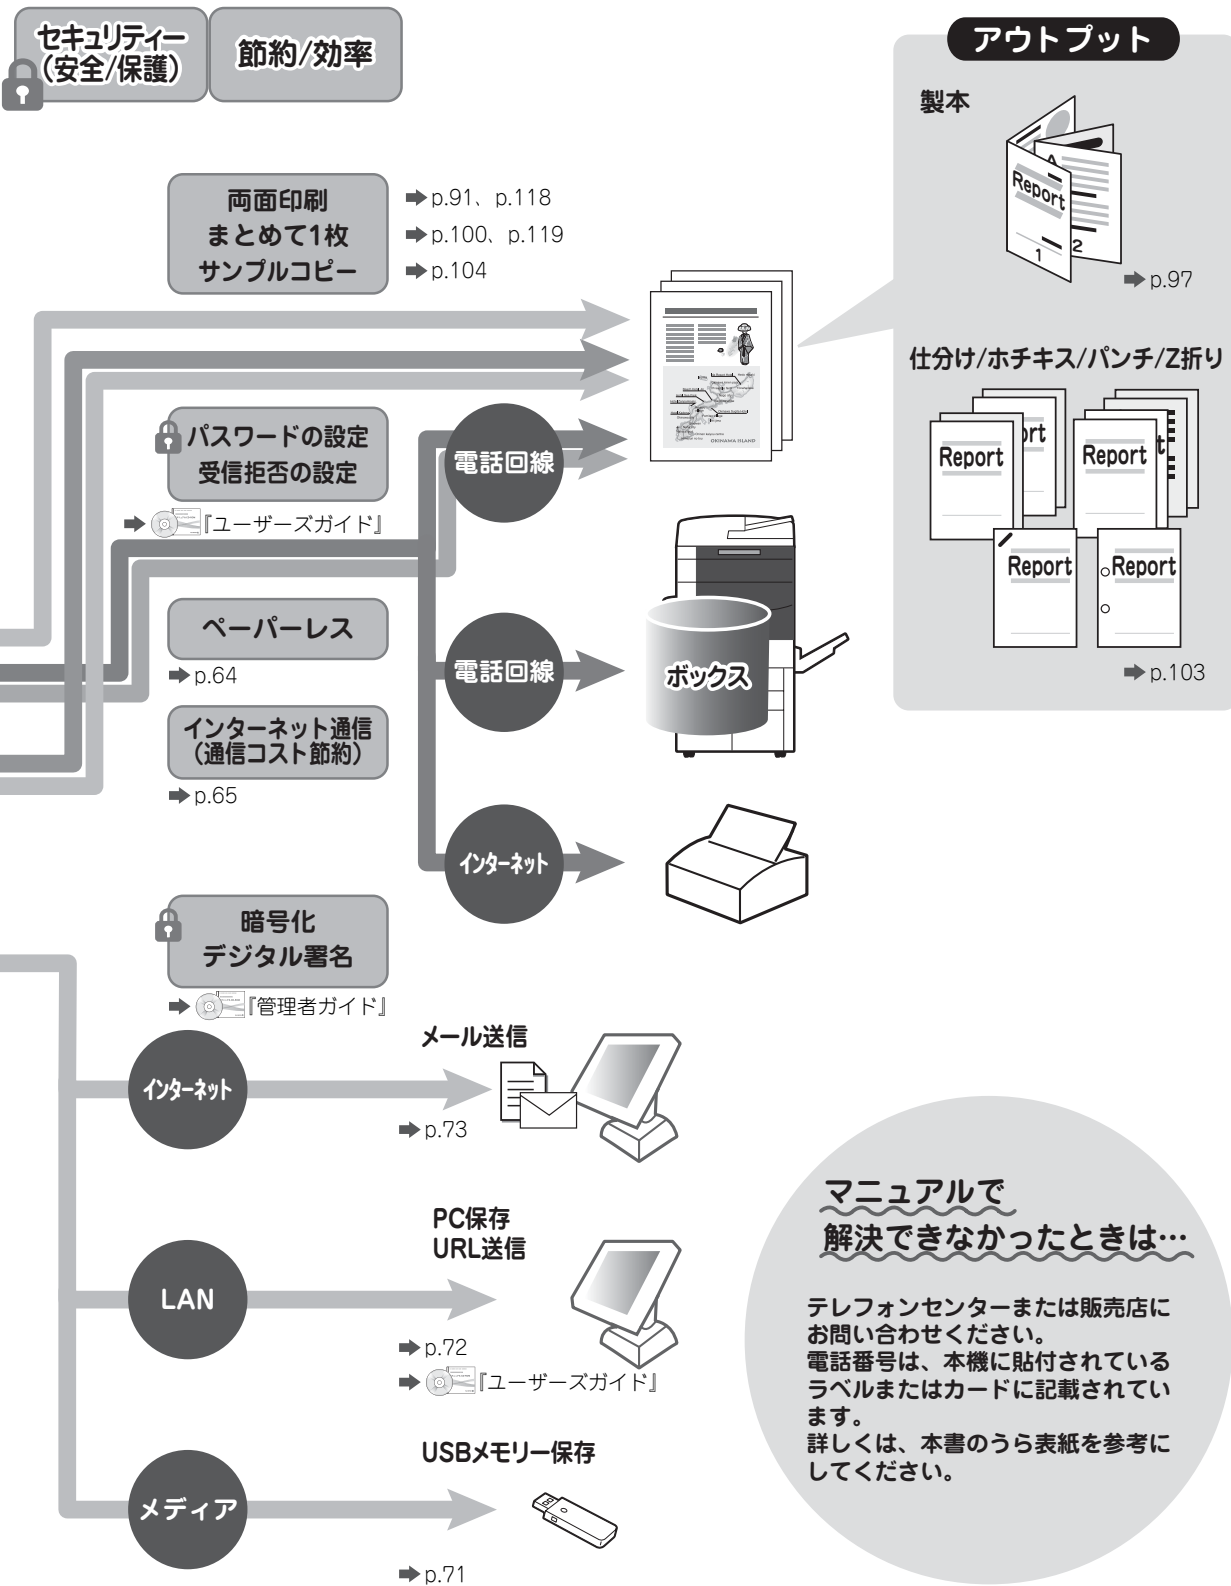 セキュリティー
（安全/保護）
節約/効率
アウトプット
製本
Report
A
1
2
➡ p.97
両面印刷
まとめて1枚
サンプルコピー
➡ p.91、p.118
➡ p.100、p.119
➡ p.104
OKINAWA ISLAND
仕分け/ホチキス/パンチ/Z折り
Report
ort
Report
t
Report
Report
➡ p.103
パスワードの設定
受信拒否の設定
➡『ユーザーズガイド』
電話回線
ペーパーレス
➡ p.64
電話回線
ボックス
インターネット通信
（通信コスト節約）
➡ p.65
インターネット
暗号化
デジタル署名
➡『管理者ガイド』
インターネット
メール送信
➡ p.73
LAN
PC保存
URL送信
➡ p.72
➡『ユーザーズガイド』
メディア
USBメモリー保存
➡ p.71
マニュアルで
解決できなかったときは…
テレフォンセンターまたは販売店に
お問い合わせください。
電話番号は、本機に貼付されている
ラベルまたはカードに記載されてい
ます。
詳しくは、本書のうら表紙を参考に
してください。